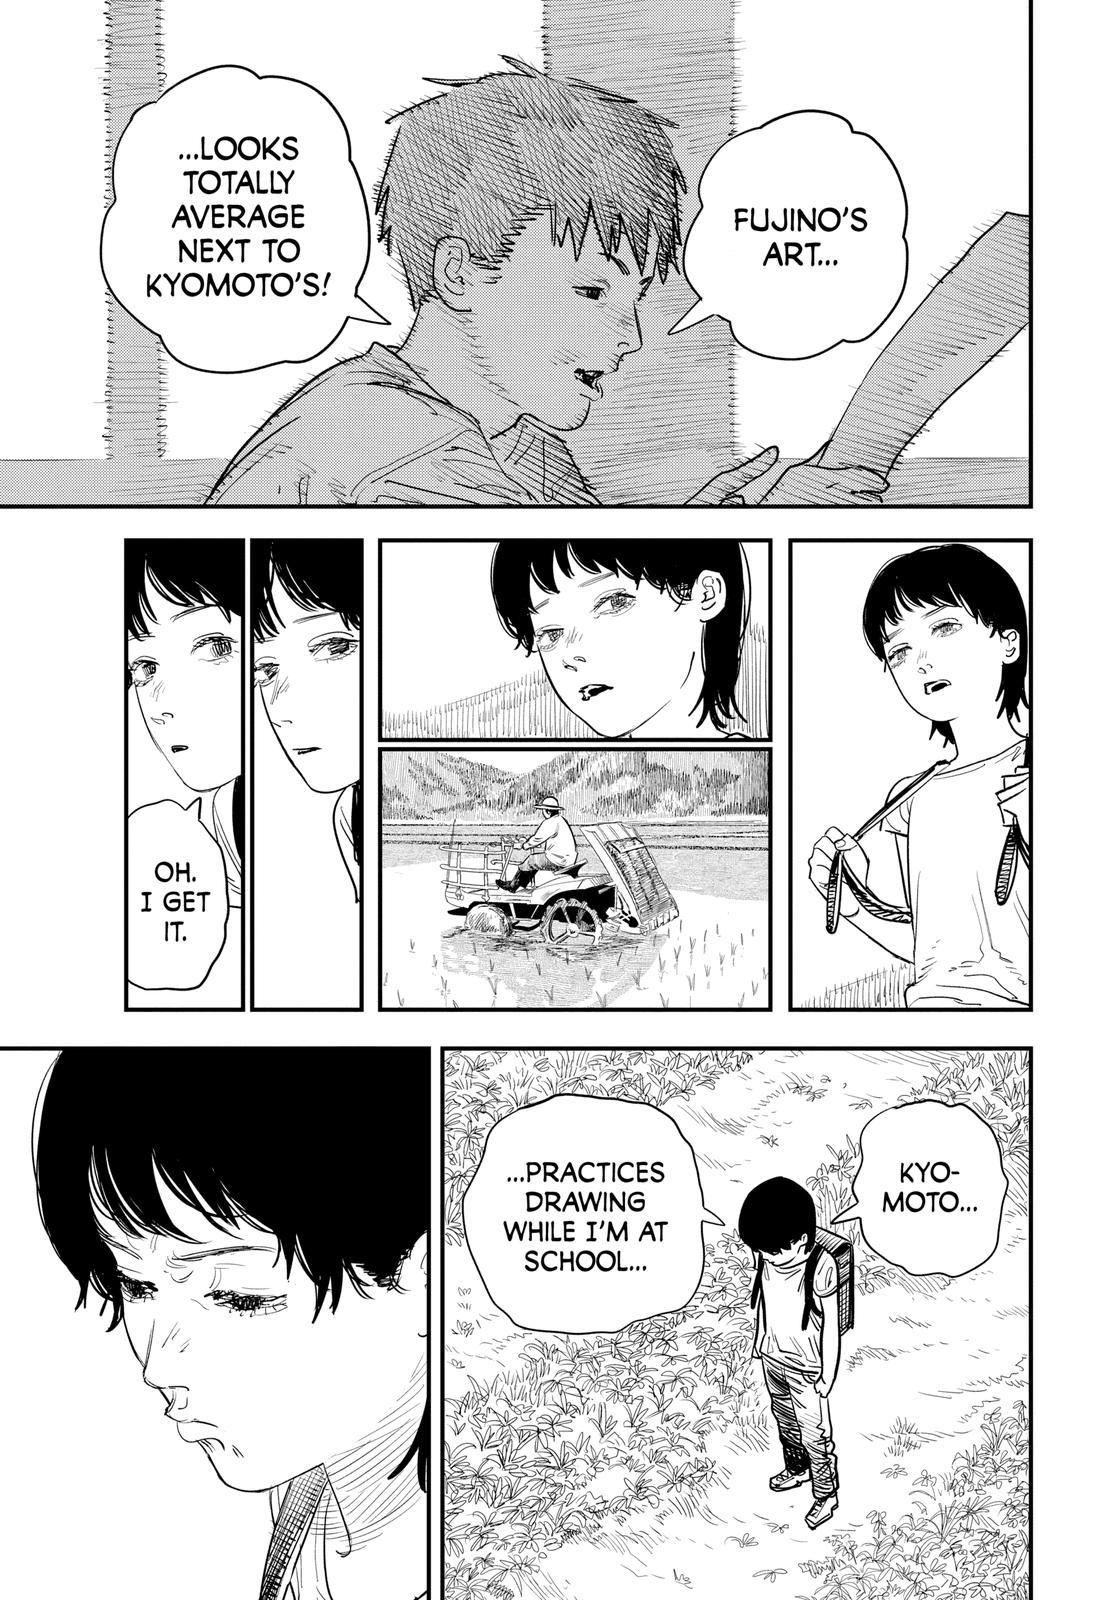 FUJINO'S
ART...
...LOOKS
TOTALLY
AVERAGE
NEXT TO
KYOMOTO'S!
OH.
I GET
IT.
KYO-
MOTO...
...PRACTICES
DRAWING
WHILE I'M AT
SCHOOL...